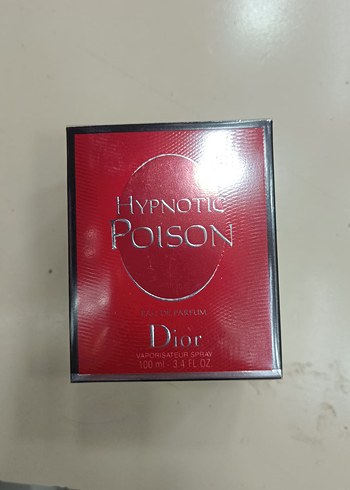 HYPNOTIC
POISON
EAU DE PARFUM
Dior
VAPORISATEUR SPRAY
100 ml - 3.4 FL.OZ.